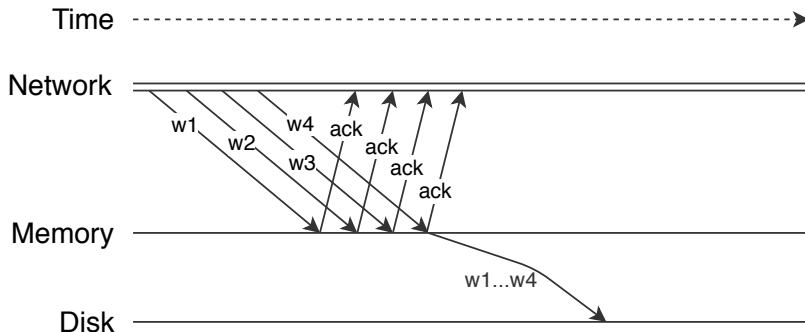 Time
Network
w1
w2
w3
w4
ack
ack
ack
ack
Memory
w1...w4
Disk